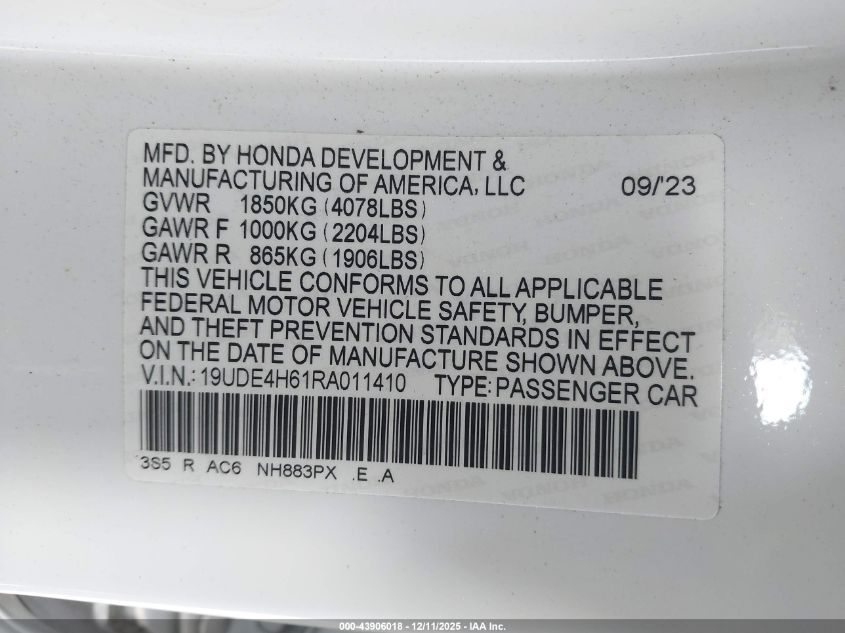 MFD. BY HONDA DEVELOPMENT &
MANUFACTURING OF AMERICA, LLC 09/'23
GVWR 1850KG (4078LBS)
GAWR F 1000KG (2204LBS)
GAWR R 865KG (1906LBS)
THIS VEHICLE CONFORMS TO ALL APPLICABLE
FEDERAL MOTOR VEHICLE SAFETY, BUMPER,
AND THEFT PREVENTION STANDARDS IN EFFECT
ON THE DATE OF MANUFACTURE SHOWN ABOVE.
V.I.N.: 19UDE4H61RA011410 TYPE: PASSENGER CAR
3S5 R AC6 NH883PX .E .A
000-43906018 - 12/11/2025 - IAA Inc.